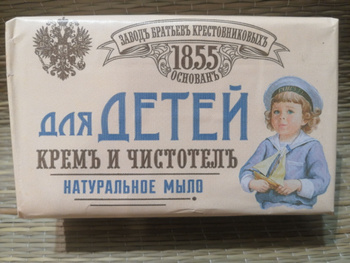 ЗАВОДЪ БРАТЬЕВЪ КРЕСТОВНИКОВЫХЪ
1855
ОСНОВАНЪ
ДЛЯ ДЕТЕЙ
КРЕМЪ И ЧИСТОТЕЛЪ
НАТУРАЛЬНОЕ МЫЛО